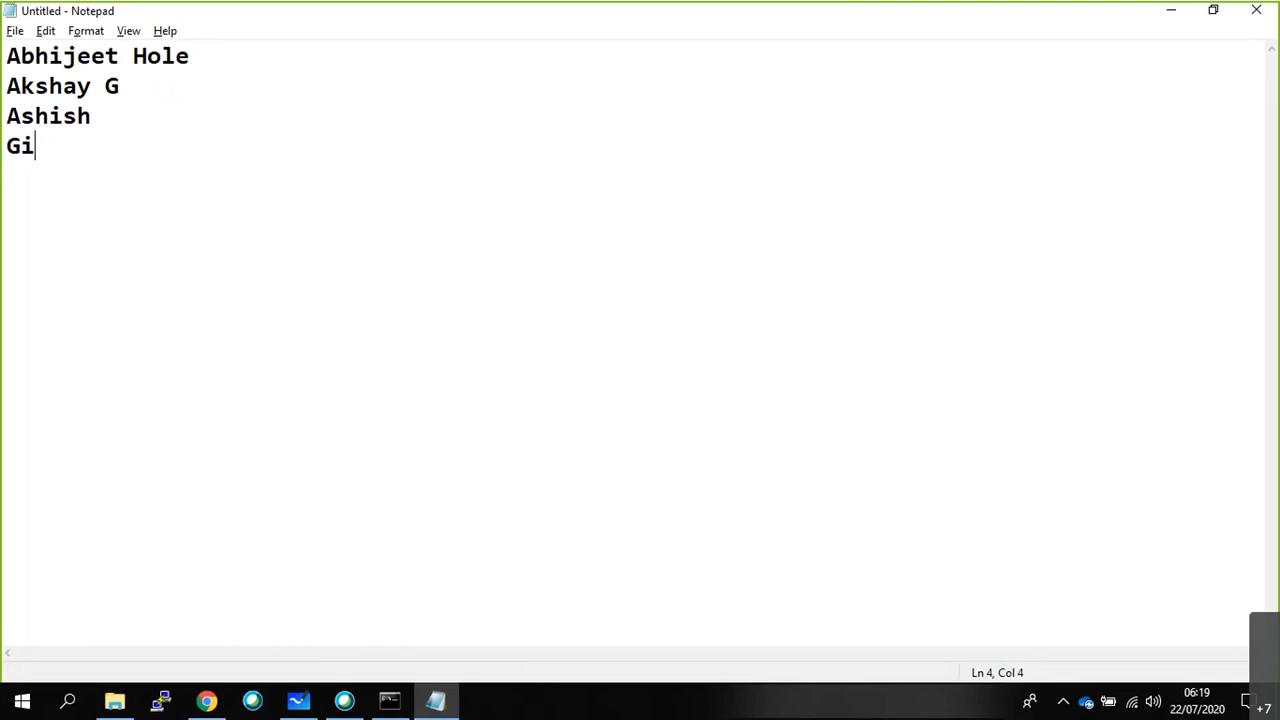 Untitled - Notepad
File Edit Format View Help
Abhijeet Hole
Akshay G
Ashish
Gi
Ln 4, Col 4
06:19
22/07/2020
+7